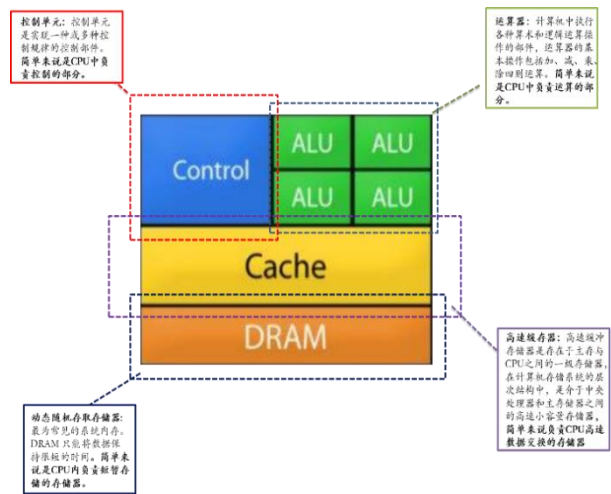 控制单元：控制单元
是实现一种或多种控
制规律的控制部件。
简单来说是CPU中负
责控制的部分。
运算器：计算机中执行
各种算术和逻辑运算操
作的部件，运算器的基
本操作包括加、减、乘、
除四则运算。简单来说
是CPU中负责运算的部
分。
Control
ALU
ALU
ALU
ALU
Cache
DRAM
高速缓存器：高速缓冲
存储器是存在于主存与
CPU之间的一级存储器，
在计算机存储系统的层
次结构中，是介于中央
处理器和主存储器之间
的高速小容量存储器，
简单来说负责CPU高速
数据交换的存储器
动态随机存取存储器：
最为常见的系统内存。
DRAM 只能将数据保
持很短的时间。简单来
说是CPU内负责短暂存
储的存储器。